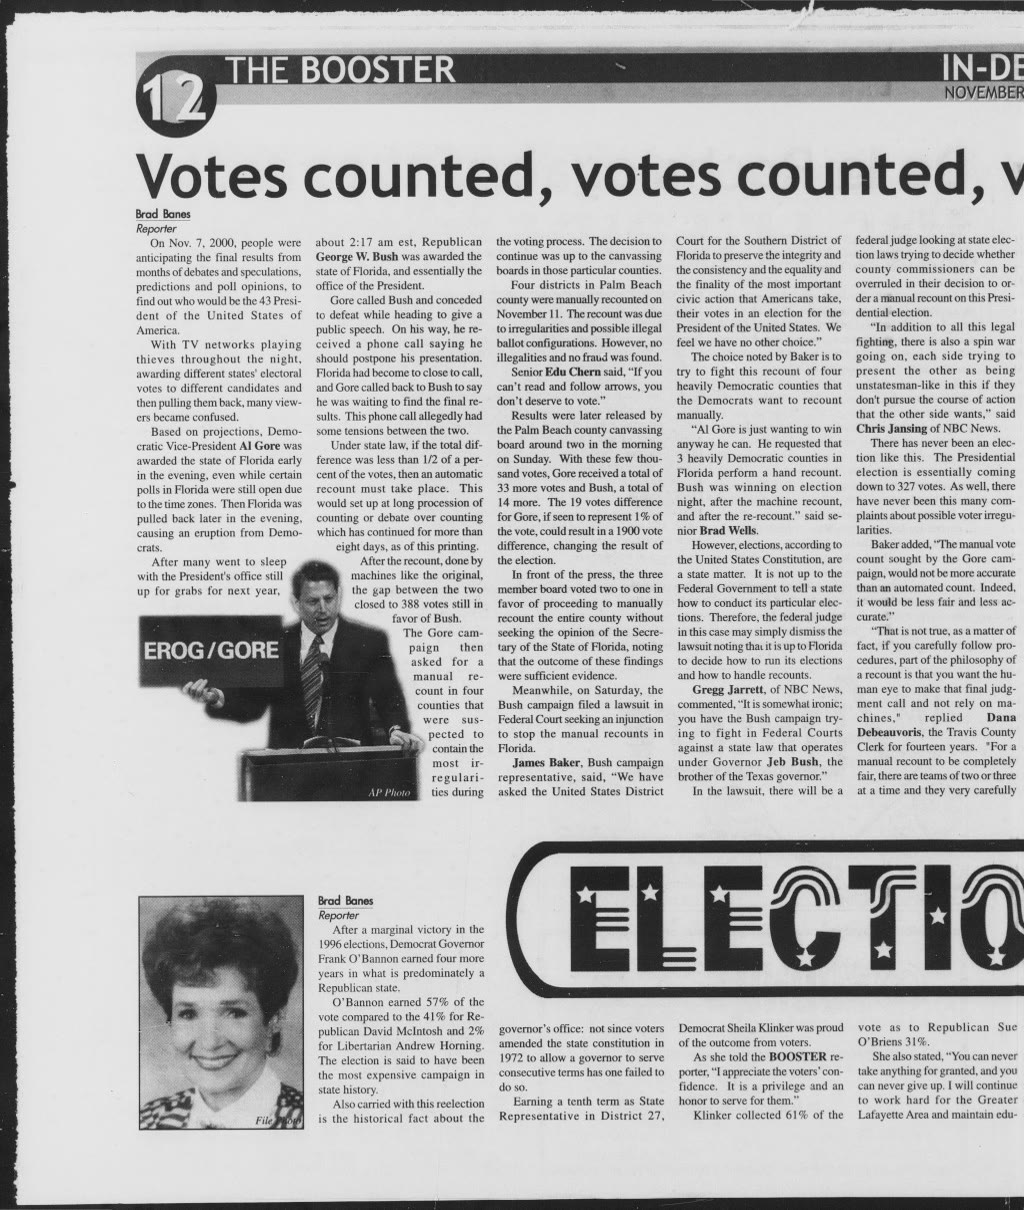 12
THE BOOSTER
IN-DE
NOVEMBER
Votes counted, votes counted, v
Brad Banes
Reporter
On Nov. 7, 2000, people were
anticipating the final results from
months of debates and speculations,
predictions and poll opinions, to
find out who would be the 43 Presi-
dent of the United States of
America.
With TV networks playing
thieves throughout the night,
awarding different states' electoral
votes to different candidates and
then pulling them back, many view-
ers became confused.
Based on projections, Demo-
cratic Vice-President Al Gore was
awarded the state of Florida early
in the evening, even while certain
polls in Florida were still open due
to the time zones. Then Florida was
pulled back later in the evening,
causing an eruption from Demo-
crats.
After many went to sleep
with the President's office still
up for grabs for next year,
EROG/GORE
AP Photo
about 2:17 am est, Republican
George W. Bush was awarded the
state of Florida, and essentially the
office of the President.
Gore called Bush and conceded
to defeat while heading to give a
public speech. On his way, he re-
ceived a phone call saying he
should postpone his presentation.
Florida had become to close to call,
and Gore called back to Bush to say
he was waiting to find the final re-
sults. This phone call allegedly had
some tensions between the two.
Under state law, if the total dif-
ference was less than 1/2 of a per-
cent of the votes, then an automatic
recount must take place. This
would set up at long procession of
counting or debate over counting
which has continued for more than
eight days, as of this printing.
After the recount, done by
machines like the original,
the gap between the two
closed to 388 votes still in
favor of Bush.
The Gore cam-
paign then
asked for a
manual re-
count in four
counties that
were sus-
pected to
contain the
most ir-
regulari-
ties during
the voting process. The decision to
continue was up to the canvassing
boards in those particular counties.
Four districts in Palm Beach
county were manually recounted on
November 11. The recount was due
to irregularities and possible illegal
ballot configurations. However, no
illegalities and no fraud was found.
Senior Edu Chern said, "If you
can't read and follow arrows, you
don't deserve to vote."
Results were later released by
the Palm Beach county canvassing
board around two in the morning
on Sunday. With these few thou-
sand votes, Gore received a total of
33 more votes and Bush, a total of
14 more. The 19 votes difference
for Gore, if seen to represent 1% of
the vote, could result in a 1900 vote
difference, changing the result of
the election.
In front of the press, the three
member board voted two to one in
favor of proceeding to manually
recount the entire county without
seeking the opinion of the Secre-
tary of the State of Florida, noting
that the outcome of these findings
were sufficient evidence.
Meanwhile, on Saturday, the
Bush campaign filed a lawsuit in
Federal Court seeking an injunction
to stop the manual recounts in
Florida.
James Baker, Bush campaign
representative, said, "We have
asked the United States District
Court for the Southern District of
Florida to preserve the integrity and
the consistency and the equality and
the finality of the most important
civic action that Americans take,
their votes in an election for the
President of the United States. We
feel we have no other choice."
The choice noted by Baker is to
try to fight this recount of four
heavily Democratic counties that
the Democrats want to recount
manually.
"Al Gore is just wanting to win
anyway he can. He requested that
3 heavily Democratic counties in
Florida perform a hand recount.
Bush was winning on election
night, after the machine recount,
and after the re-recount." said se-
nior Brad Wells.
However, elections, according to
the United States Constitution, are
a state matter. It is not up to the
Federal Government to tell a state
how to conduct its particular elec-
tions. Therefore, the federal judge
in this case may simply dismiss the
lawsuit noting that it is up to Florida
to decide how to run its elections
and how to handle recounts.
Gregg Jarrett, of NBC News,
commented, "It is somewhat ironic;
you have the Bush campaign try-
ing to fight in Federal Courts
against a state law that operates
under Governor Jeb Bush, the
brother of the Texas governor."
In the lawsuit, there will be a
federal judge looking at state elec-
tion laws trying to decide whether
county commissioners can be
overruled in their decision to or-
der a manual recount on this Presi-
dential election.
"In addition to all this legal
fighting, there is also a spin war
going on, each side trying to
present the other as being
unstatesman-like in this if they
don't pursue the course of action
that the other side wants," said
Chris Jansing of NBC News.
There has never been an elec-
tion like this. The Presidential
election is essentially coming
down to 327 votes. As well, there
have never been this many com-
plaints about possible voter irregu-
larities.
Baker added, "The manual vote
count sought by the Gore cam-
paign, would not be more accurate
than an automated count. Indeed,
it would be less fair and less ac-
curate."
"That is not true, as a matter of
fact, if you carefully follow pro-
cedures, part of the philosophy of
a recount is that you want the hu-
man eye to make that final judg-
ment call and not rely on ma-
chines," replied Dana
Debeauvoris, the Travis County
Clerk for fourteen years. "For a
manual recount to be completely
fair, there are teams of two or three
at a time and they very carefully
ELECTIO
File Photo
Brad Banes
Reporter
After a marginal victory in the
1996 elections, Democrat Governor
Frank O'Bannon earned four more
years in what is predominately a
Republican state.
O'Bannon earned 57% of the
vote compared to the 41% for Re-
publican David McIntosh and 2%
for Libertarian Andrew Horning.
The election is said to have been
the most expensive campaign in
state history.
Also carried with this reelection
is the historical fact about the
governor's office: not since voters
amended the state constitution in
1972 to allow a governor to serve
consecutive terms has one failed to
do so.
Earning a tenth term as State
Representative in District 27,
Democrat Sheila Klinker was proud
of the outcome from voters.
As she told the BOOSTER re-
porter, "I appreciate the voters' con-
fidence. It is a privilege and an
honor to serve for them."
Klinker collected 61% of the
vote as to Republican Sue
O'Briens 31%.
She also stated, "You can never
take anything for granted, and you
can never give up. I will continue
to work hard for the Greater
Lafayette Area and maintain edu-